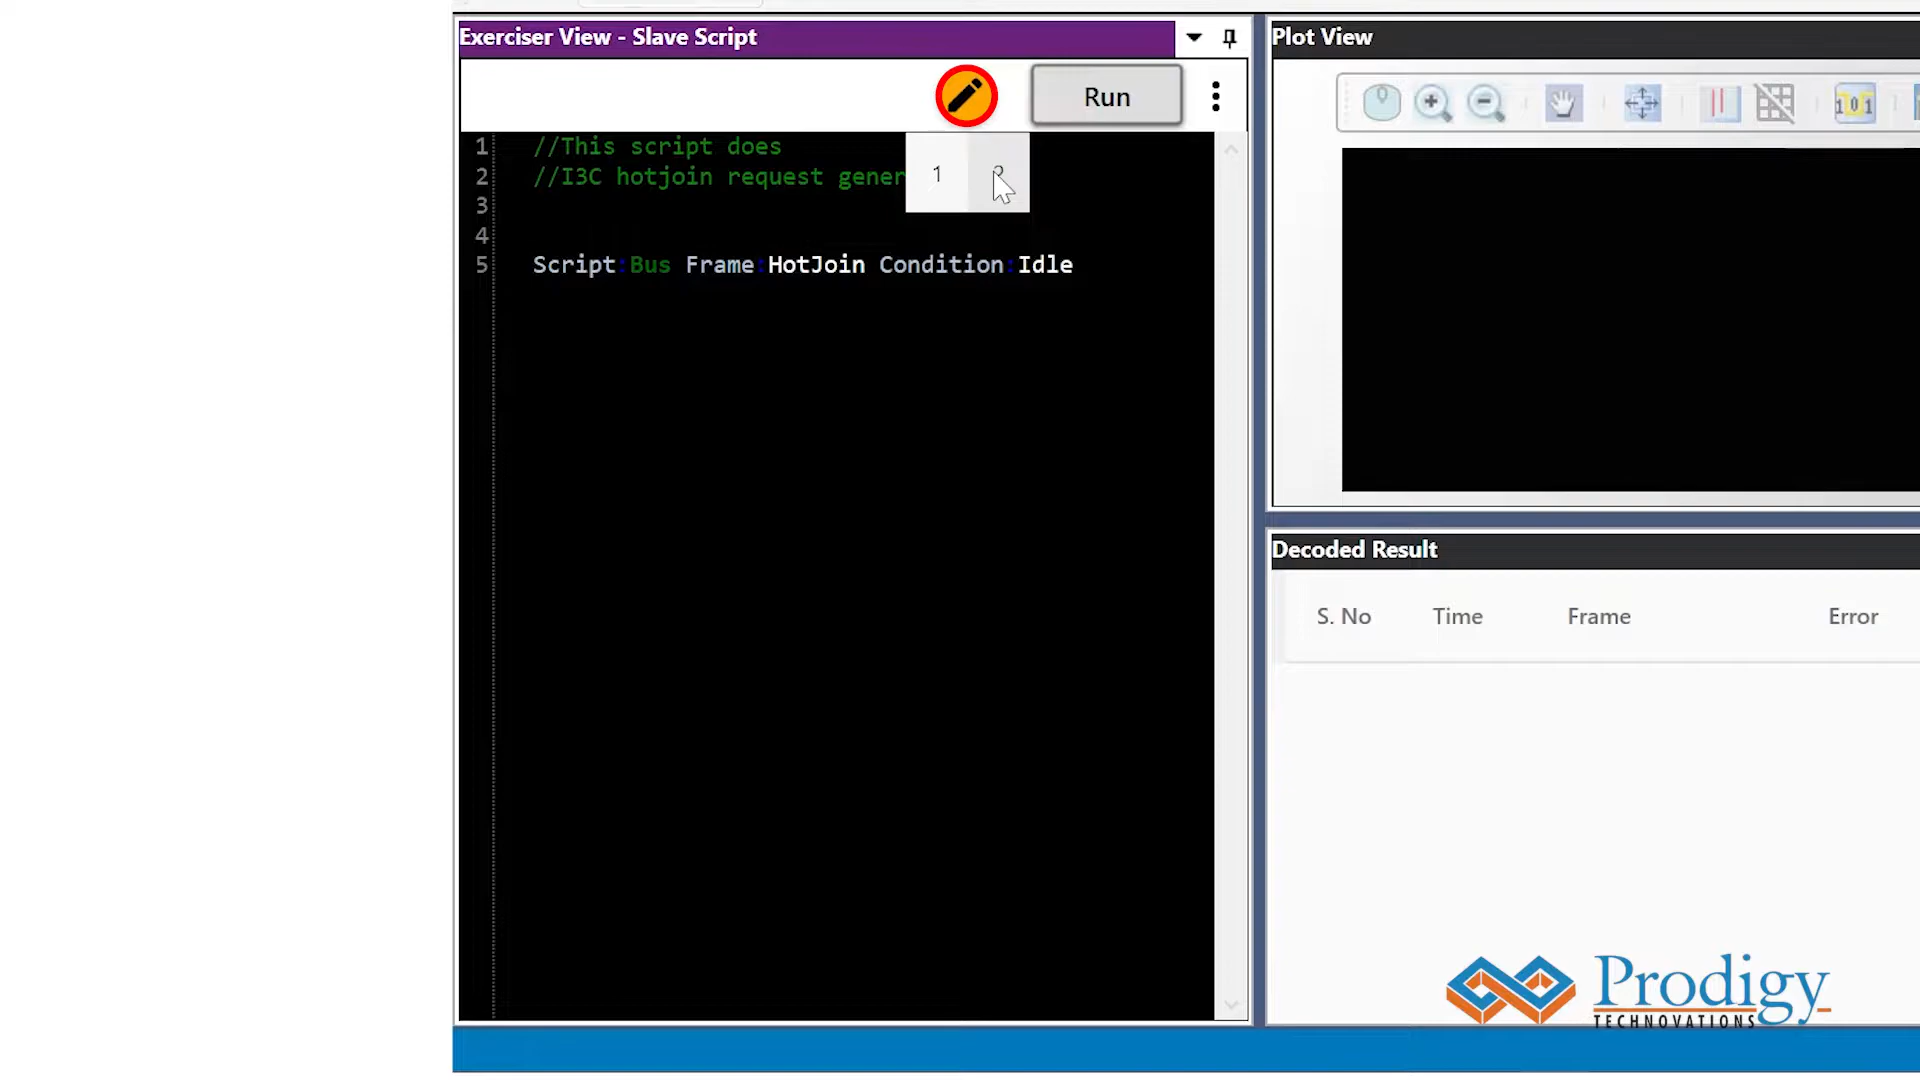 Exerciser View - Slave Script
Run
1
1 //This script does
2 //I3C hotjoin request gener
3
4
5 Script:Bus Frame:HotJoin Condition:Idle
Plot View
101
Decoded Result
S. No Time Frame Error
Prodigy
TECHNOVATIONS